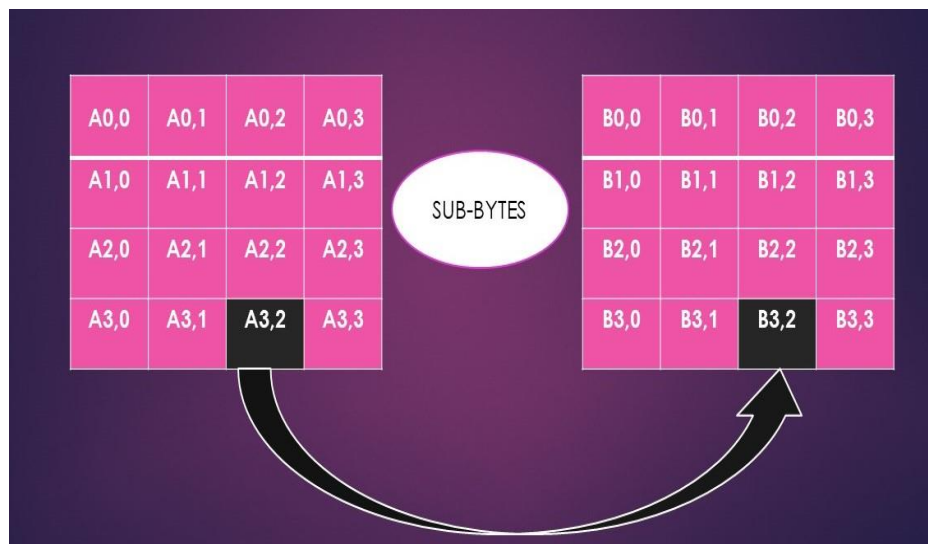 A0,0 A0,1 A0,2 A0,3
A1,0 A1,1 A1,2 A1,3
A2,0 A2,1 A2,2 A2,3
A3,0 A3,1 A3,2 A3,3
SUB-BYTES
B0,0 B0,1 B0,2 B0,3
B1,0 B1,1 B1,2 B1,3
B2,0 B2,1 B2,2 B2,3
B3,0 B3,1 B3,2 B3,3